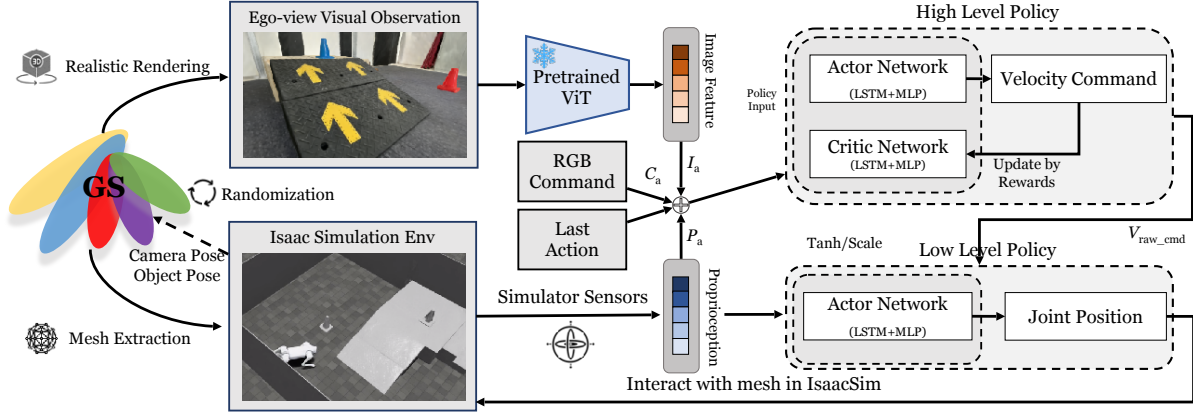 Ego-view Visual Observation
3D
Realistic Rendering
GS
Randomization
Camera Pose
Object Pose
Mesh Extraction
Isaac Simulation Env
Pretrained
ViT
Image Feature
RGB
Command
Last
Action
C_a
I_a
P_a
Simulator Sensors
Proprioception
High Level Policy
Policy
Input
Actor Network
(LSTM+MLP)
Velocity Command
Critic Network
(LSTM+MLP)
Update by
Rewards
V_raw_cmd
Tanh/Scale
Low Level Policy
Actor Network
(LSTM+MLP)
Joint Position
Interact with mesh in IsaacSim